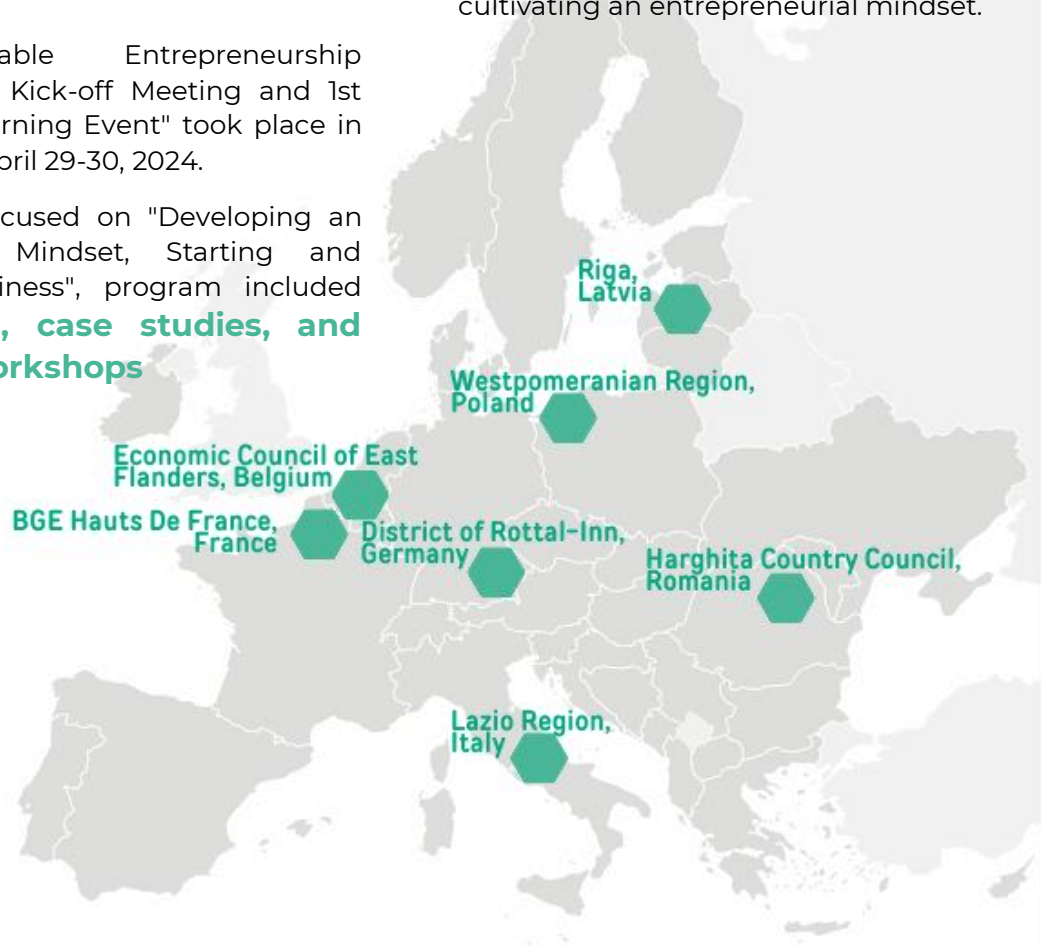 cultivating an entrepreneurial mindset.
able Entrepreneurship
Kick-off Meeting and 1st
rning Event" took place in
pril 29-30, 2024.
cused on "Developing an
Mindset, Starting and
iness", program included
, case studies, and
orkshops
Riga,
Latvia
Westpomeranian Region,
Poland
Economic Council of East
Flanders, Belgium
BGE Hauts De France,
France
District of Rottal-Inn,
Germany
Harghita Country Council,
Romania
Lazio Region,
Italy